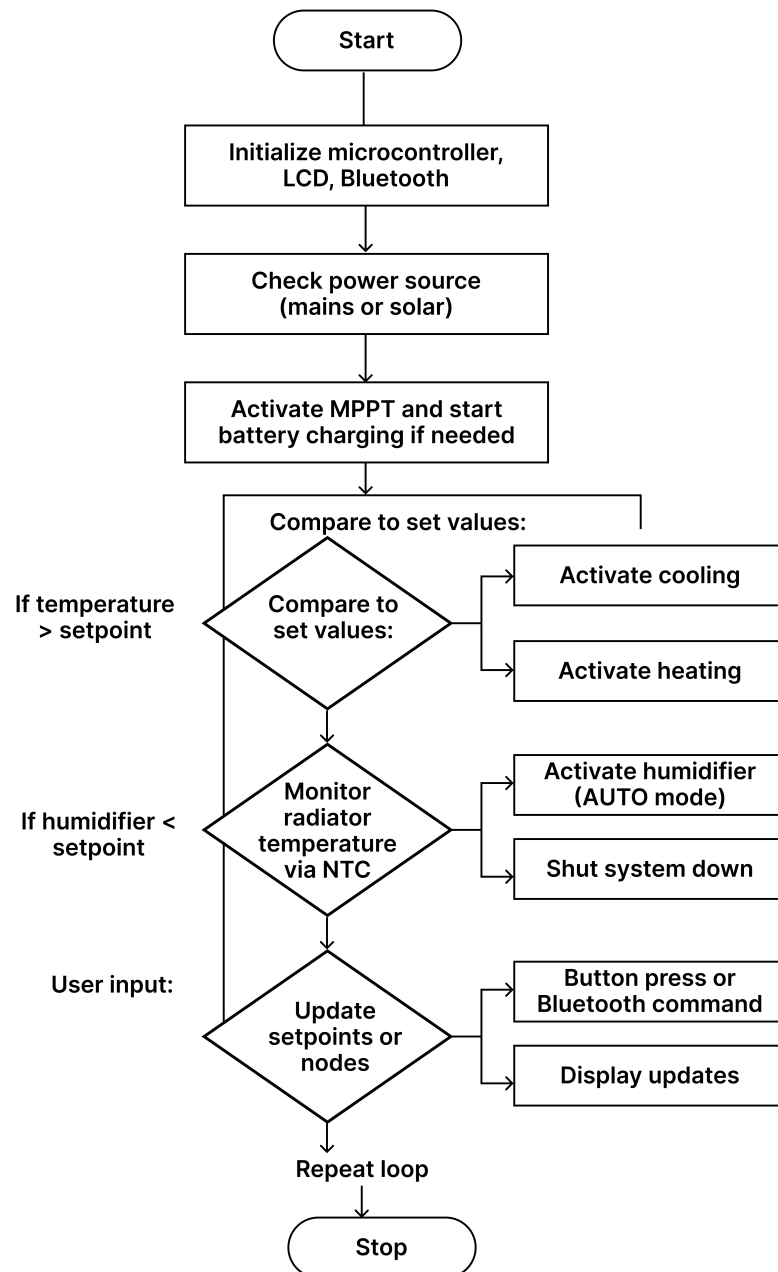 Start
Initialize microcontroller,
LCD, Bluetooth
Check power source
(mains or solar)
Activate MPPT and start
battery charging if needed
Compare to set values:
If temperature
> setpoint
Compare to
set values:
Activate cooling
Activate heating
If humidifier <
setpoint
Monitor
radiator
temperature
via NTC
Activate humidifier
(AUTO mode)
Shut system down
User input:
Update
setpoints or
nodes
Button press or
Bluetooth command
Display updates
Repeat loop
Stop